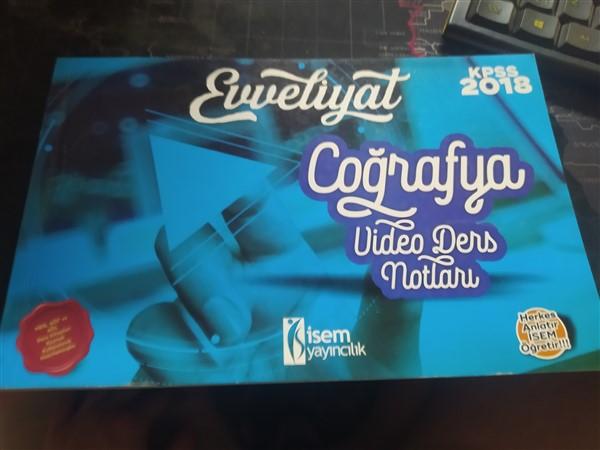 Evveliyat
KPSS
2018
Coğrafya
Video Ders
Notları
isem
yayıncılık
Herkes
Anlatır
İSEM
Öğretir!!!